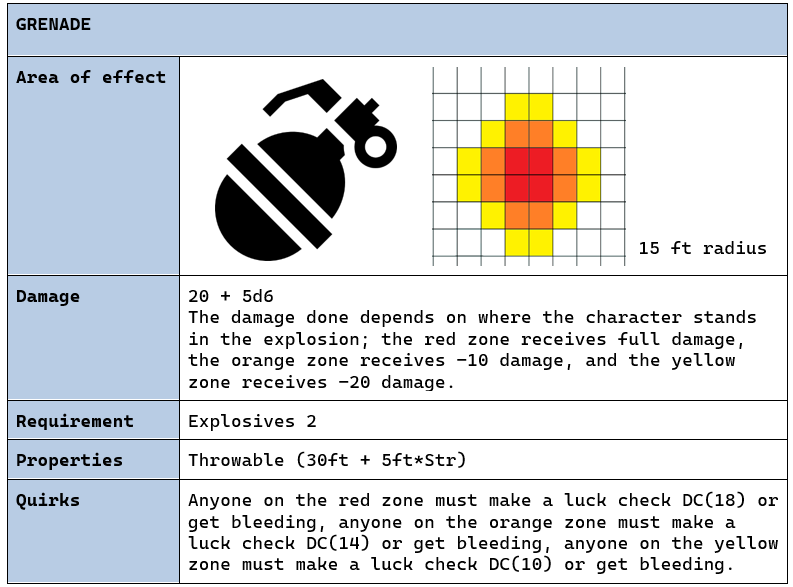 GRENADE
Area of effect
15 ft radius
Damage
20 + 5d6
The damage done depends on where the character stands
in the explosion; the red zone receives full damage,
the orange zone receives −10 damage, and the yellow
zone receives −20 damage.
Requirement
Explosives 2
Properties
Throwable (30ft + 5ft*Str)
Quirks
Anyone on the red zone must make a luck check DC(18) or
get bleeding, anyone on the orange zone must make a
luck check DC(14) or get bleeding, anyone on the yellow
zone must make a luck check DC(10) or get bleeding.